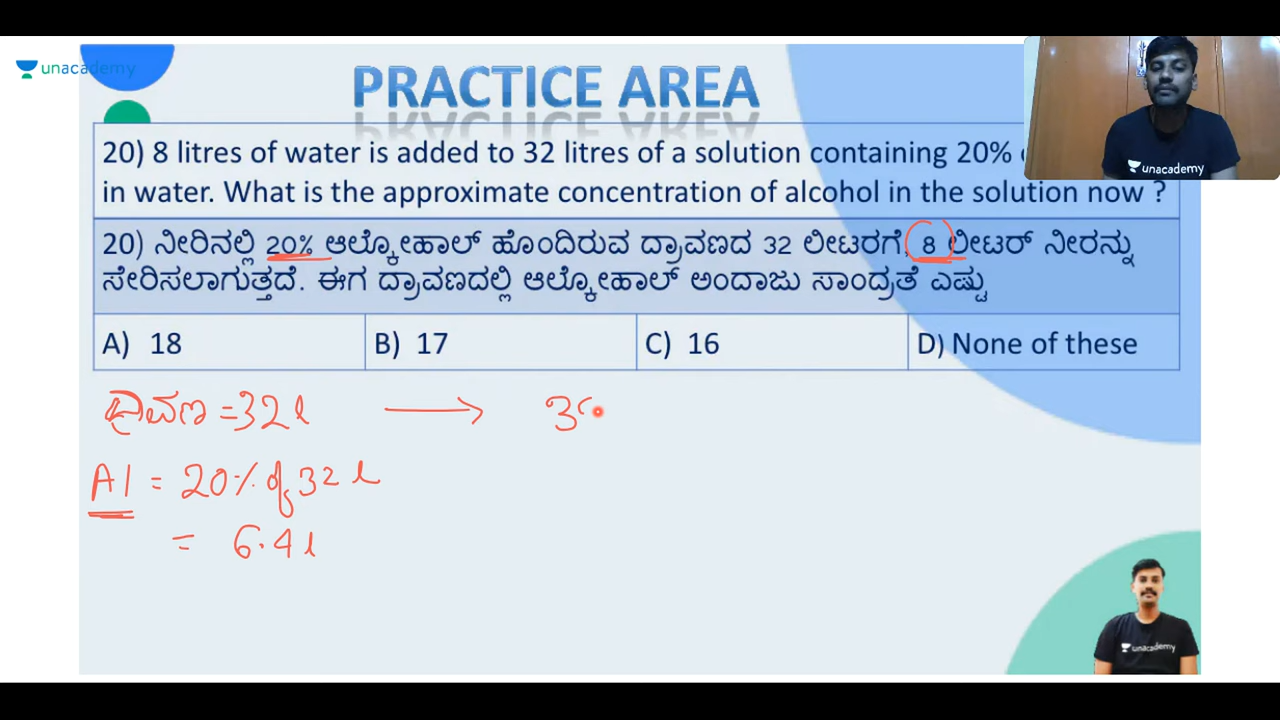 unacademy
PRACTICE AREA
20) 8 litres of water is added to 32 litres of a solution containing 20%
in water. What is the approximate concentration of alcohol in the solution now ?
20) ನೀರಿನಲ್ಲಿ 20% ಆಲ್ಕೋಹಾಲ್ ಹೊಂದಿರುವ ದ್ರಾವಣದ 32 ಲೀಟರಗೆ, 8 ಲೀಟರ್ ನೀರನ್ನು
ಸೇರಿಸಲಾಗುತ್ತದೆ. ಈಗ ದ್ರಾವಣದಲ್ಲಿ ಆಲ್ಕೋಹಾಲ್ ಅಂದಾಜು ಸಾಂದ್ರತೆ ಎಷ್ಟು
A) 18 B) 17 C) 16 D) None of these
ದ್ರಾವಣ = 32 l → 3
Al = 20% of 32 l
= 6.4 l
unacademy
unacademy